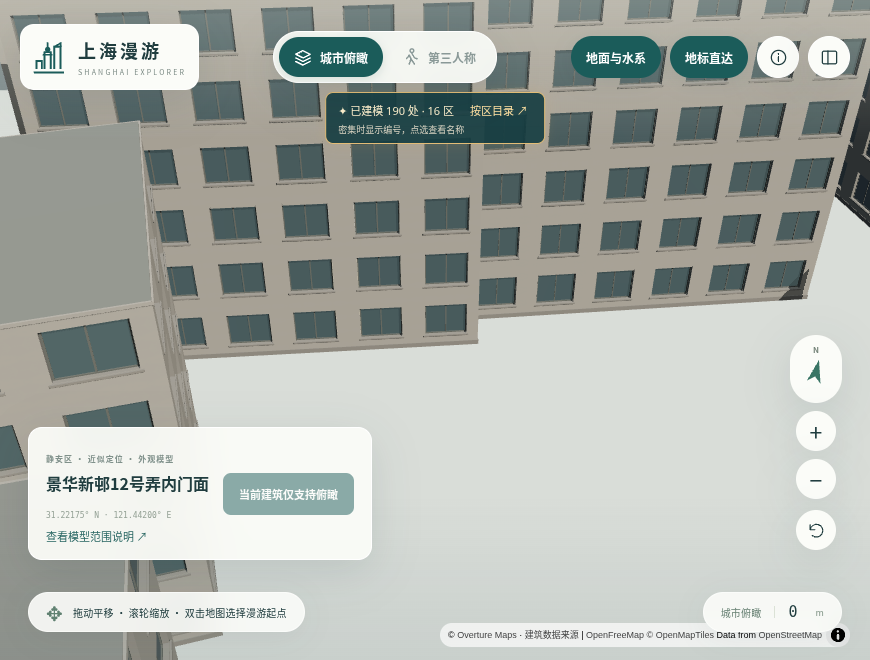 上海漫游
SHANGHAI EXPLORER
城市俯瞰
第三人称
地面与水系
地标直达
✦ 已建模 190 处 · 16 区 按区目录 ↗
密集时显示编号，点选查看名称
N
+
−
静安区 · 近似定位 · 外观模型
景华新邨12号弄内门面
当前建筑仅支持俯瞰
31.22175° N · 121.44200° E
查看模型范围说明 ↗
拖动平移 · 滚轮缩放 · 双击地图选择漫游起点
城市俯瞰 0 m
© Overture Maps · 建筑数据来源 | OpenFreeMap © OpenMapTiles Data from OpenStreetMap